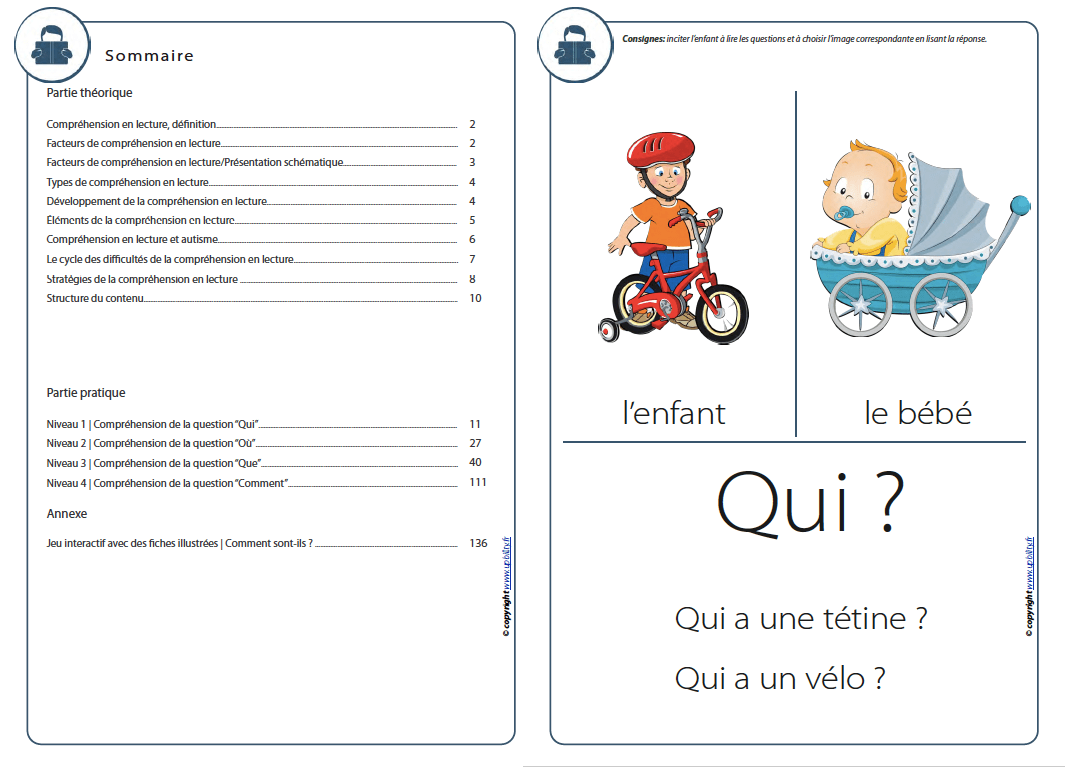 Sommaire
Partie théorique
Compréhension en lecture, définition 2
Facteurs de compréhension en lecture 2
Facteurs de compréhension en lecture/Présentation schématique 3
Types de compréhension en lecture 4
Développement de la compréhension en lecture 4
Éléments de la compréhension en lecture 5
Compréhension en lecture et autisme 6
Le cycle des difficultés de la compréhension en lecture 7
Stratégies de la compréhension en lecture 8
Structure du contenu 10
Partie pratique
Niveau 1 | Compréhension de la question "Qui" 11
Niveau 2 | Compréhension de la question "Où" 27
Niveau 3 | Compréhension de la question "Que" 40
Niveau 4 | Compréhension de la question "Comment" 111
Annexe
Jeu interactif avec des fiches illustrées | Comment sont-ils ? 136
© copyright www.upbility.fr
Consignes: inciter l'enfant à lire les questions et à choisir l'image correspondante en lisant la réponse.
l'enfant
le bébé
Qui ?
Qui a une tétine ?
Qui a un vélo ?
© copyright www.upbility.fr